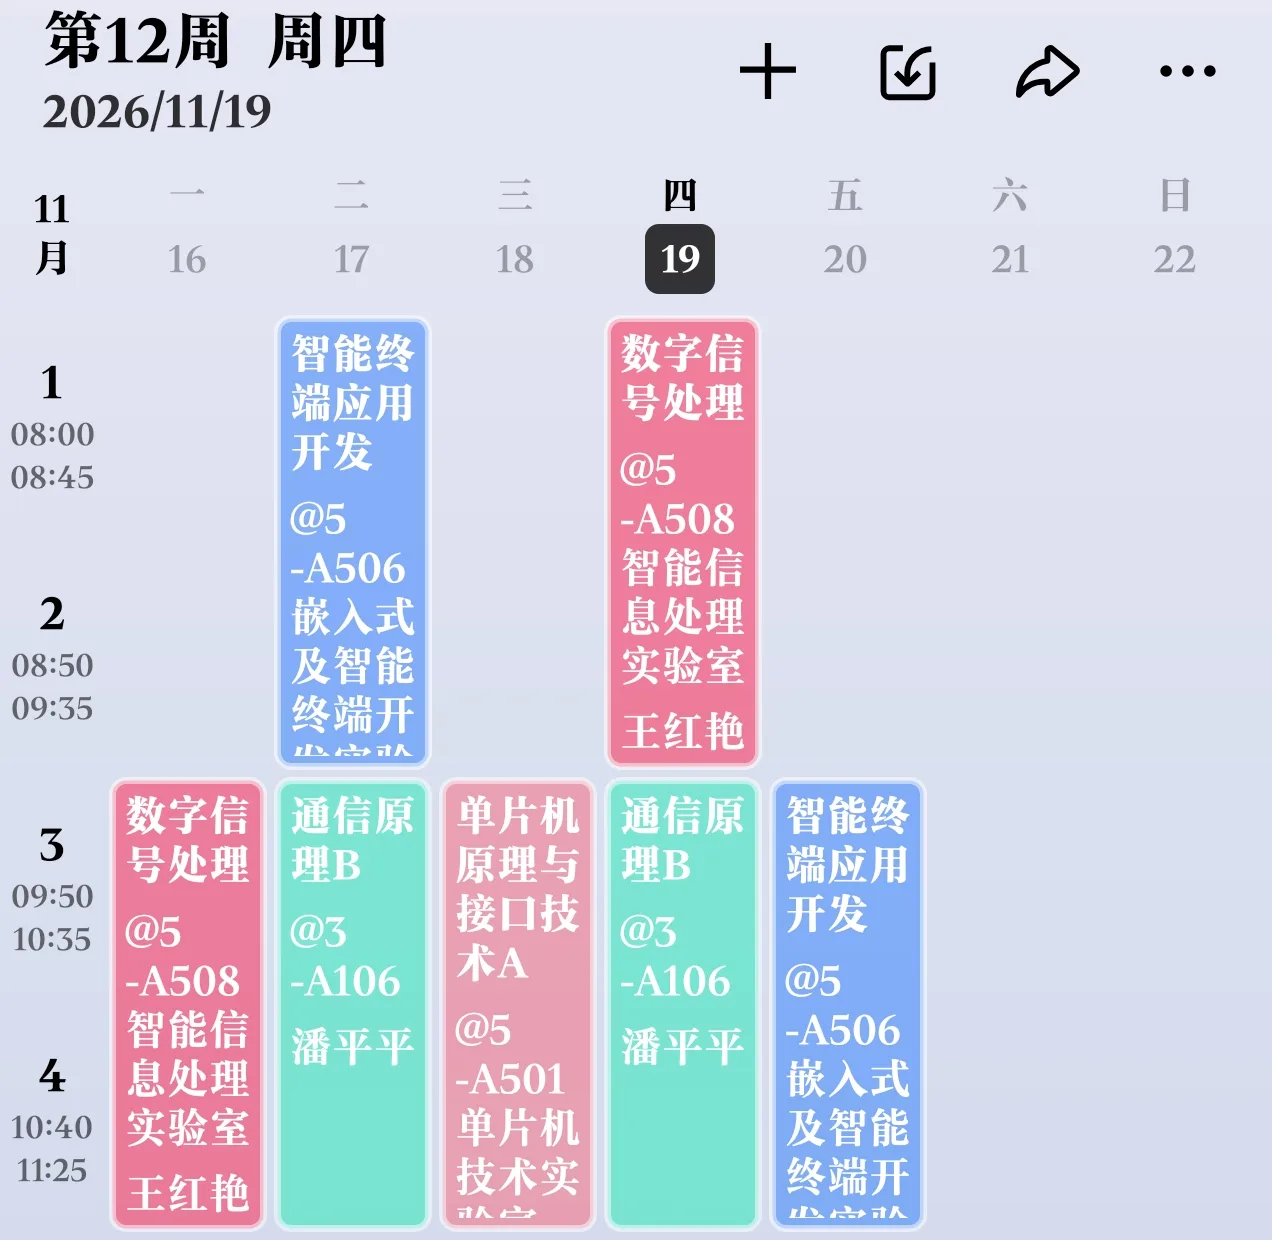 第12周 周四
2026/11/19
11
月
一 二 三 四 五 六 日
16 17 18 19 20 21 22
1
08:00
08:45
2
08:50
09:35
3
09:50
10:35
4
10:40
11:25
智能终
端应用
开发
@5
-A506
嵌入式
及智能
终端开
发实验
数字信
号处理
@5
-A508
智能信
息处理
实验室
王红艳
数字信
号处理
@5
-A508
智能信
息处理
实验室
王红艳
通信原
理B
@3
-A106
潘平平
单片机
原理与
接口技
术A
@5
-A501
单片机
技术实
验室
通信原
理B
@3
-A106
潘平平
智能终
端应用
开发
@5
-A506
嵌入式
及智能
终端开
发实验